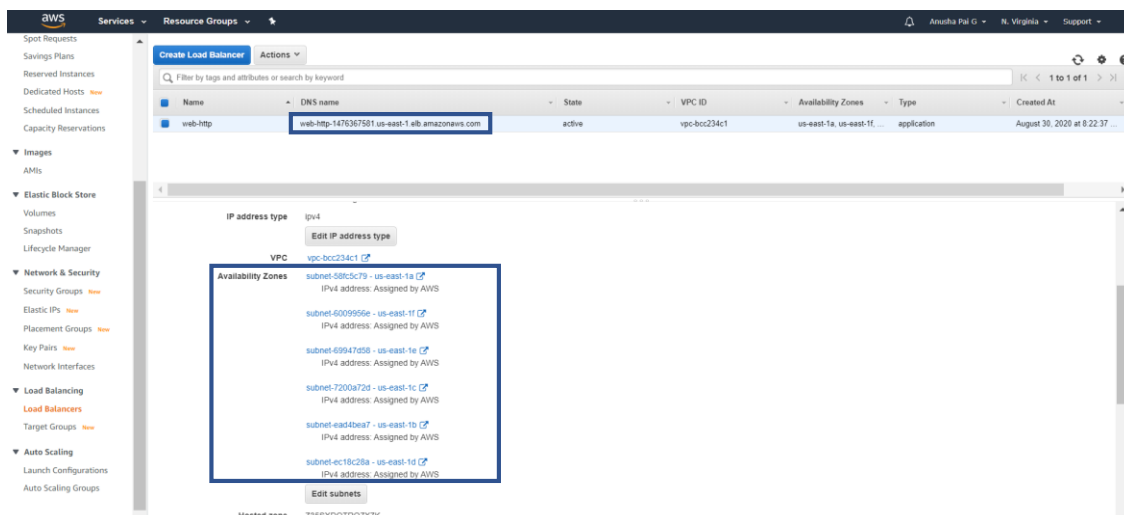 aws Services Resource Groups Anusha Pai G N. Virginia Support
Spot Requests
Savings Plans
Reserved Instances
Dedicated Hosts New
Scheduled Instances
Capacity Reservations
Images
AMIs
Elastic Block Store
Volumes
Snapshots
Lifecycle Manager
Network & Security
Security Groups New
Elastic IPs New
Placement Groups New
Key Pairs New
Network Interfaces
Load Balancing
Load Balancers
Target Groups New
Auto Scaling
Launch Configurations
Auto Scaling Groups
Create Load Balancer Actions
Filter by tags and attributes or search by keyword 1 to 1 of 1
Name DNS name State VPC ID Availability Zones Type Created At
web-http web-http-1476367581.us-east-1.elb.amazonaws.com active vpc-bcc234c1 us-east-1a, us-east-1f, ... application August 30, 2020 at 8:22:37 ...
IP address type ipv4
Edit IP address type
VPC vpc-bcc234c1
Availability Zones subnet-58fc5c79 - us-east-1a
IPv4 address: Assigned by AWS
subnet-6009956e - us-east-1f
IPv4 address: Assigned by AWS
subnet-69947d58 - us-east-1e
IPv4 address: Assigned by AWS
subnet-7200a72d - us-east-1c
IPv4 address: Assigned by AWS
subnet-ead4bea7 - us-east-1b
IPv4 address: Assigned by AWS
subnet-ec18c28a - us-east-1d
IPv4 address: Assigned by AWS
Edit subnets
Hosted zone